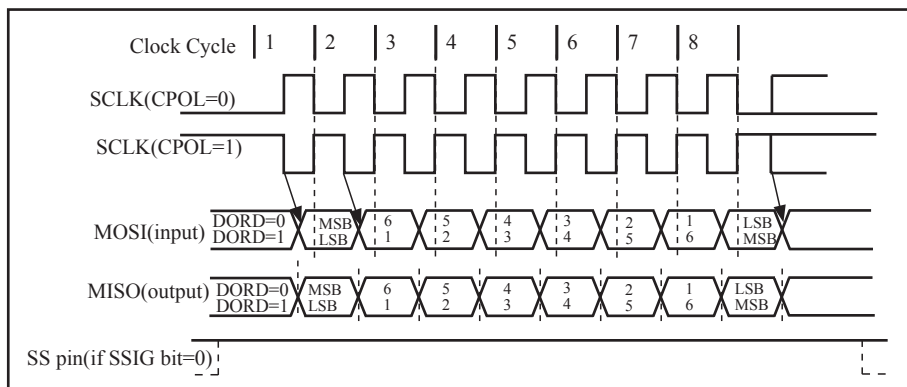 Clock Cycle 1 2 3 4 5 6 7 8
SCLK(CPOL=0)
SCLK(CPOL=1)
MOSI(input) DORD=0 MSB 6 5 4 3 2 1 LSB
DORD=1 LSB 1 2 3 4 5 6 MSB
MISO(output) DORD=0 MSB 6 5 4 3 2 1 LSB
DORD=1 LSB 1 2 3 4 5 6 MSB
SS pin(if SSIG bit=0)